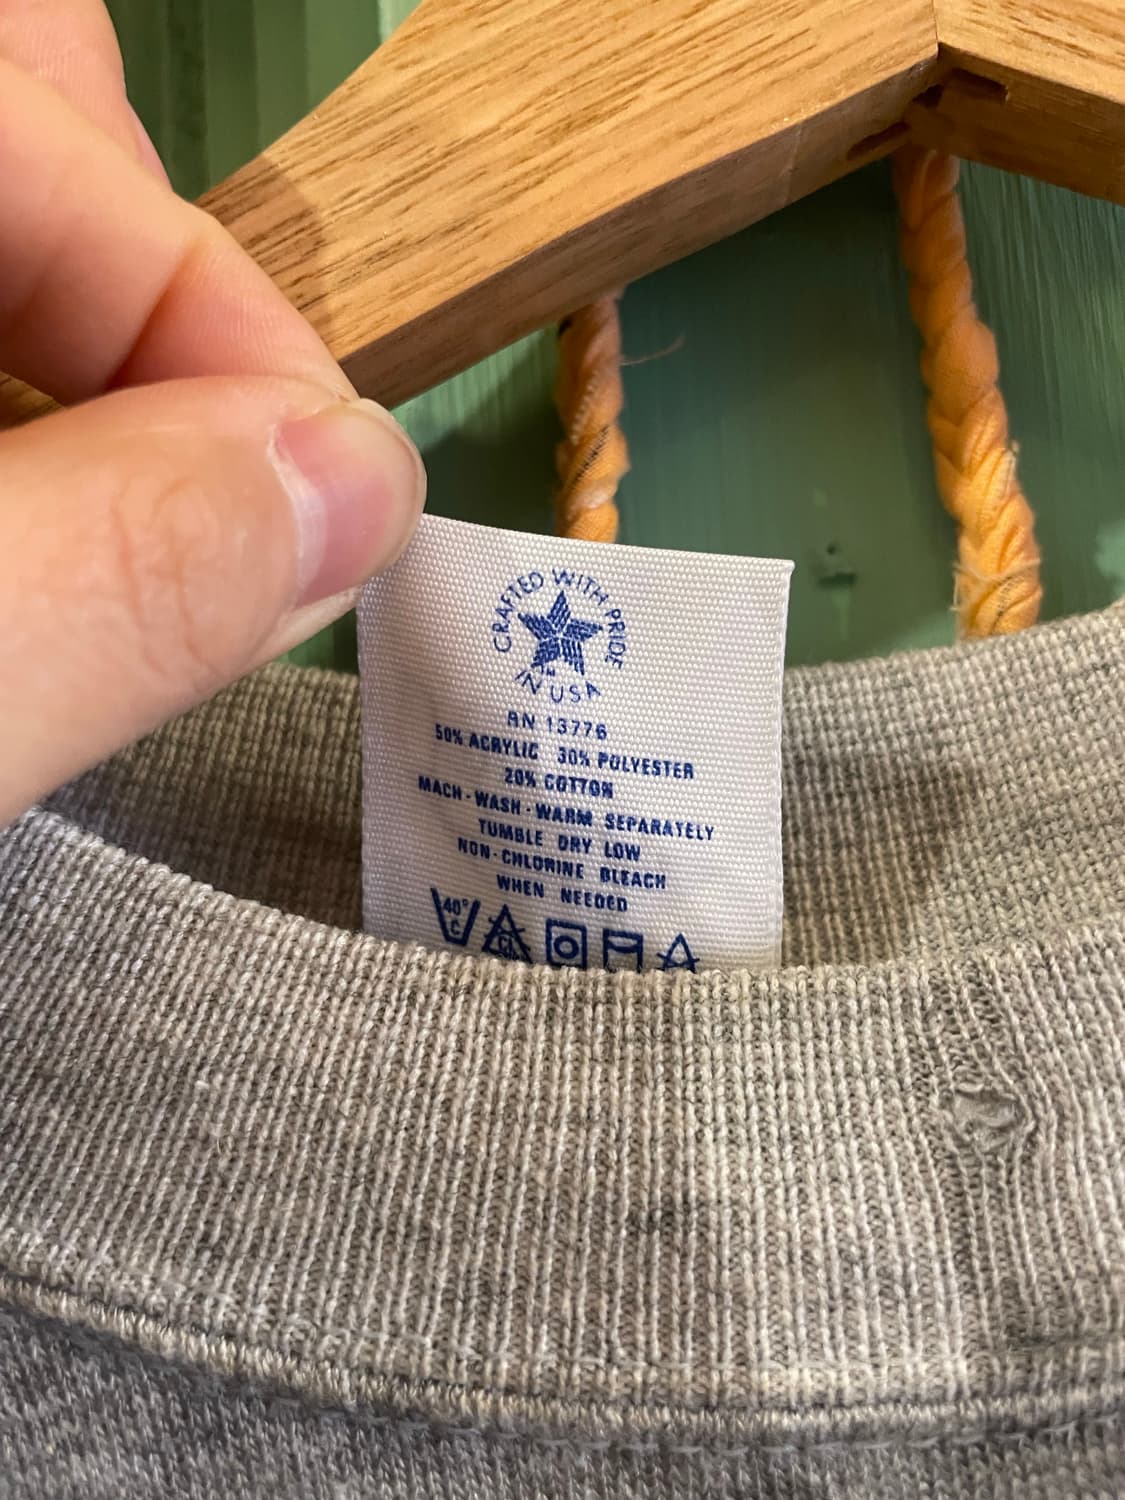 CRAFTED WITH PRIDE
IN USA
RN 13776
50% ACRYLIC 30% POLYESTER
20% COTTON
MACH-WASH-WARM SEPARATELY
TUMBLE DRY LOW
NON-CHLORINE BLEACH
WHEN NEEDED
40°
C
CL